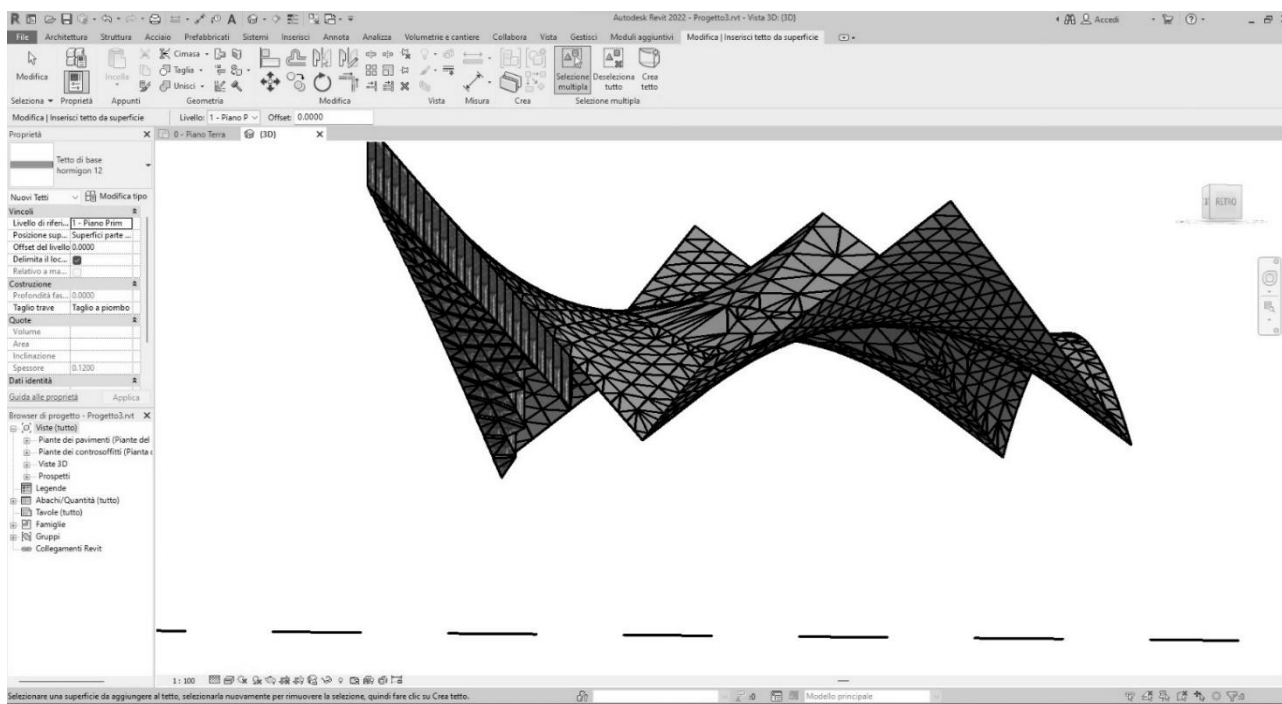 Autodesk Revit 2022 - Progetto3.rvt - Vista 3D: {3D}
Accedi
File Architettura Struttura Acciaio Prefabbricati Sistemi Inserisci Annota Analizza Volumetrie e cantiere Collabora Vista Gestisci Moduli aggiuntivi Modifica | Inserisci tetto da superficie
Modifica
Incolla
Cimasa
Taglia
Unisci
Selezione multipla
Deseleziona tutto
Crea tetto
Seleziona Proprietà Appunti Geometria Modifica Vista Misura Crea Selezione multipla
Modifica | Inserisci tetto da superficie Livello: 1 - Piano P Offset: 0.0000
Proprietà X 0 - Piano Terra {3D} X
Tetto di base
hormigon 12
Nuovi Tetti Modifica tipo
Vincoli
Livello di riferi... 1 - Piano Prim
Posizione sup... Superfici parte ...
Offset del livello 0.0000
Delimita il loc...
Relativo a ma...
Costruzione
Profondità fas... 0.0000
Taglio trave Taglio a piombo
Quote
Volume
Area
Inclinazione
Spessore 0.1200
Dati identità
Guida alle proprietà Applica
Browser di progetto - Progetto3.rvt X
Viste (tutto)
Piante dei pavimenti (Piante del
Piante dei controsoffitti (Pianta
Viste 3D
Prospetti
Legende
Abachi/Quantità (tutto)
Tavole (tutto)
Famiglie
Gruppi
Collegamenti Revit
RETRO
1 : 100
Selezionare una superficie da aggiungere al tetto, selezionarla nuovamente per rimuovere la selezione, quindi fare clic su Crea tetto. :0 Modello principale :0